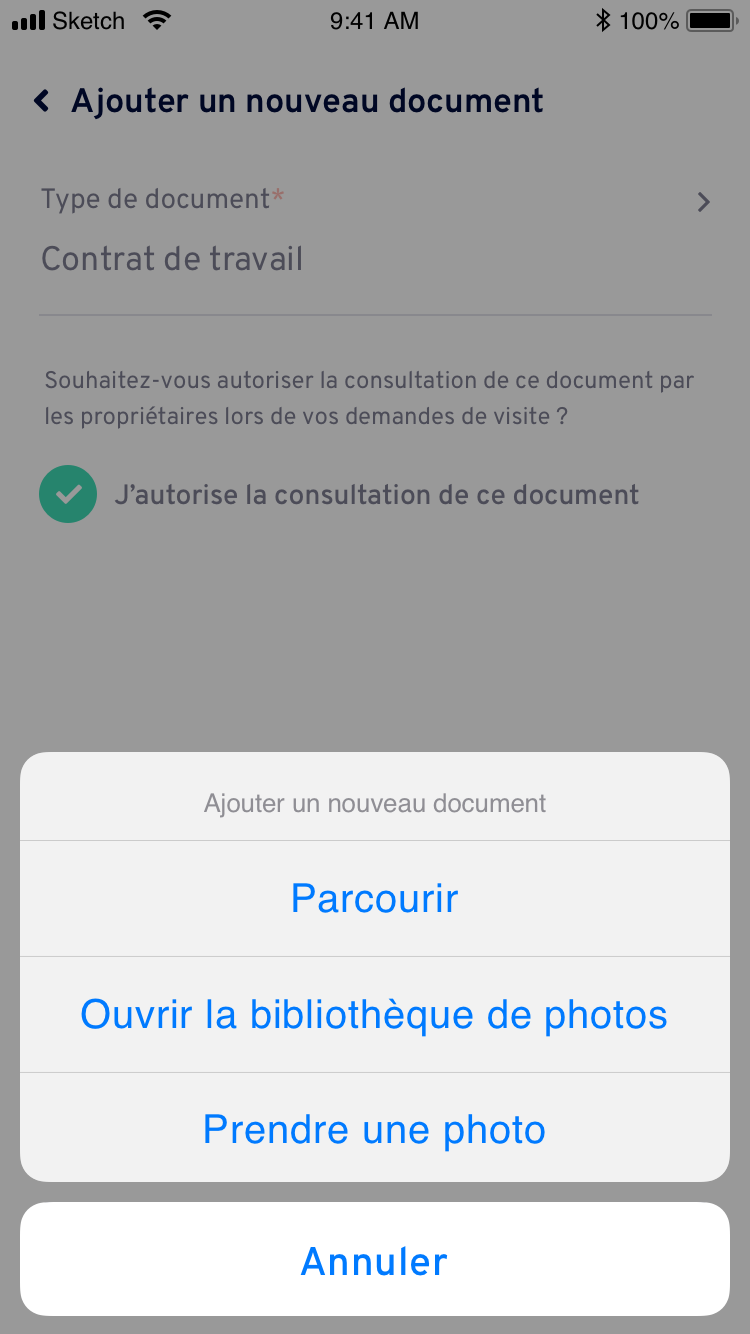 Sketch 9:41 AM 100%
Ajouter un nouveau document
Type de document*
Contrat de travail
Souhaitez-vous autoriser la consultation de ce document par
les propriétaires lors de vos demandes de visite ?
J’autorise la consultation de ce document
Ajouter un nouveau document
Parcourir
Ouvrir la bibliothèque de photos
Prendre une photo
Annuler